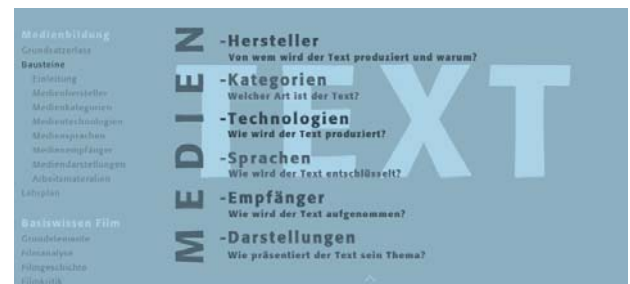 Medienbildung
Grundsatzerlass
Bausteine
Einleitung
Medienhersteller
Medienkategorien
Medientechnologien
Mediensprachen
Medienempfänger
Mediendarstellungen
Arbeitsmaterialien
Lehrplan
Basiswissen Film
Grundelemente
Filmanalyse
Filmgeschichte
Filmkritik
MEDIEN
TEXT
-Hersteller
Von wem wird der Text produziert und warum?
-Kategorien
Welcher Art ist der Text?
-Technologien
Wie wird der Text produziert?
-Sprachen
Wie wird der Text entschlüsselt?
-Empfänger
Wie wird der Text aufgenommen?
-Darstellungen
Wie präsentiert der Text sein Thema?